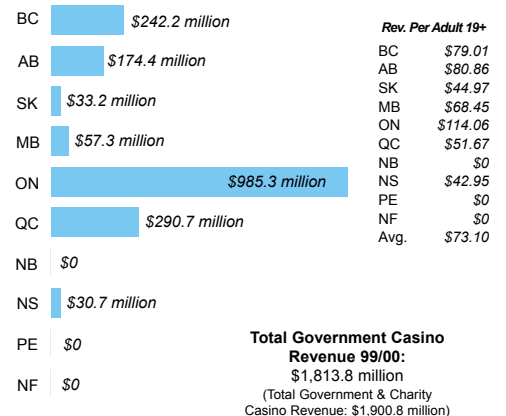 BC $242.2 million
AB $174.4 million
SK $33.2 million
MB $57.3 million
ON $985.3 million
QC $290.7 million
NB $0
NS $30.7 million
PE $0
NF $0
Rev. Per Adult 19+
BC $79.01
AB $80.86
SK $44.97
MB $68.45
ON $114.06
QC $51.67
NB $0
NS $42.95
PE $0
NF $0
Avg. $73.10
Total Government Casino
Revenue 99/00:
$1,813.8 million
(Total Government & Charity
Casino Revenue: $1,900.8 million)